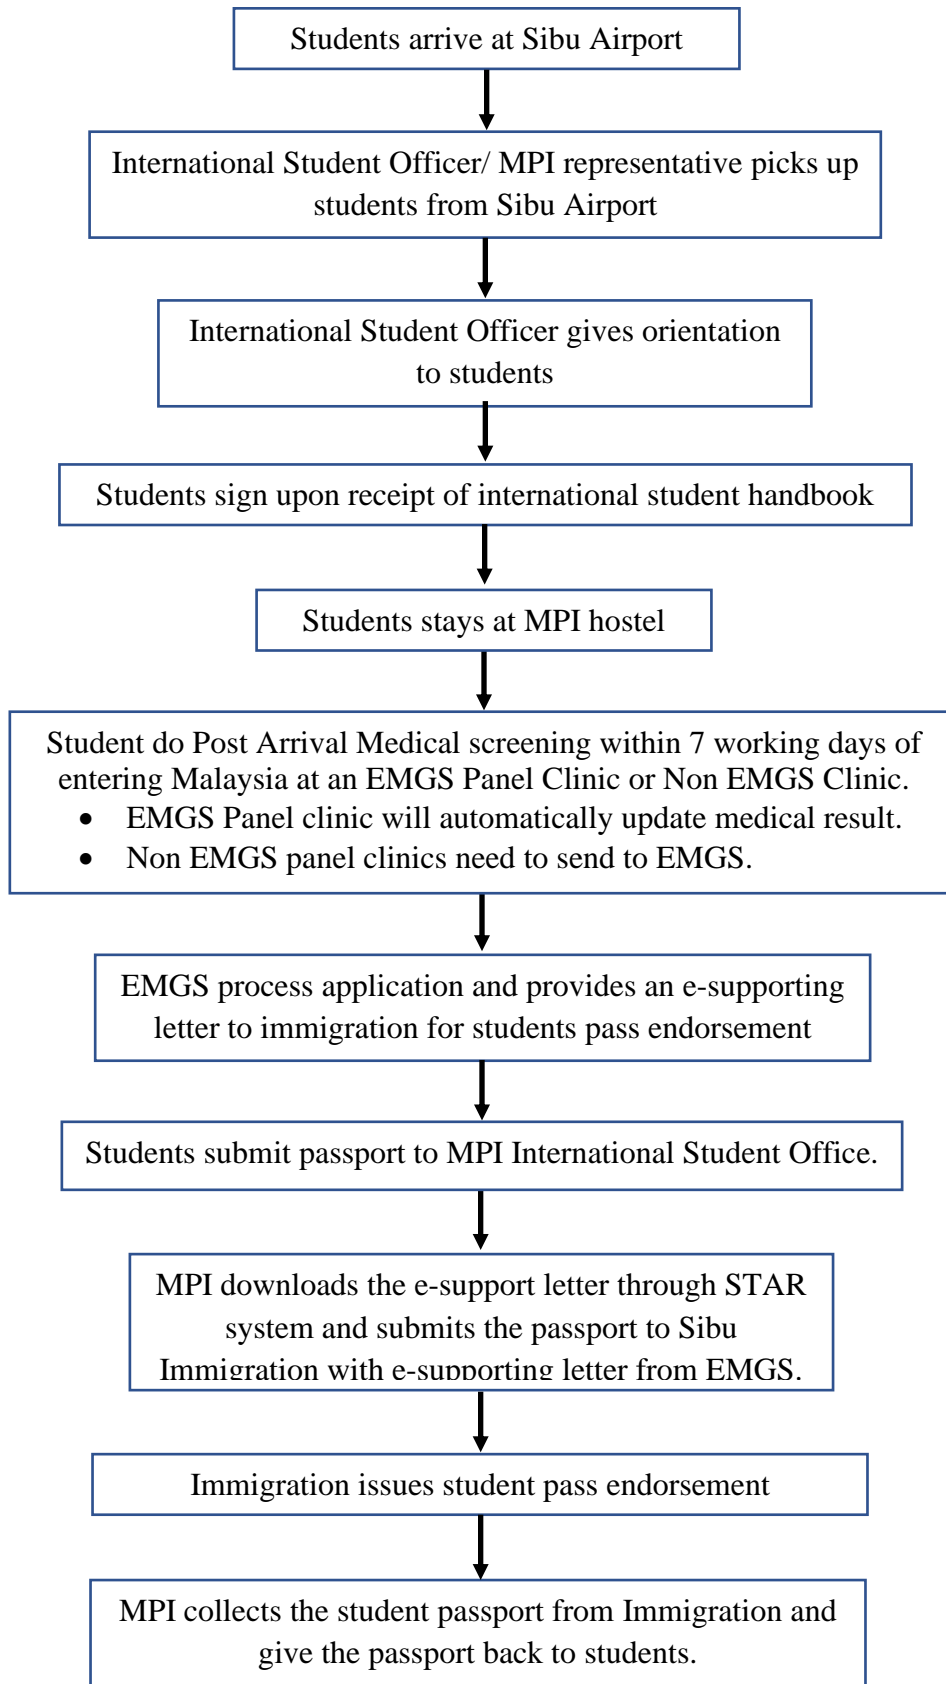 Students arrive at Sibu Airport
International Student Officer/ MPI representative picks up
students from Sibu Airport
International Student Officer gives orientation
to students
Students sign upon receipt of international student handbook
Students stays at MPI hostel
Student do Post Arrival Medical screening within 7 working days of
entering Malaysia at an EMGS Panel Clinic or Non EMGS Clinic.
• EMGS Panel clinic will automatically update medical result.
• Non EMGS panel clinics need to send to EMGS.
EMGS process application and provides an e-supporting
letter to immigration for students pass endorsement
Students submit passport to MPI International Student Office.
MPI downloads the e-support letter through STAR
system and submits the passport to Sibu
Immigration with e-supporting letter from EMGS.
Immigration issues student pass endorsement
MPI collects the student passport from Immigration and
give the passport back to students.